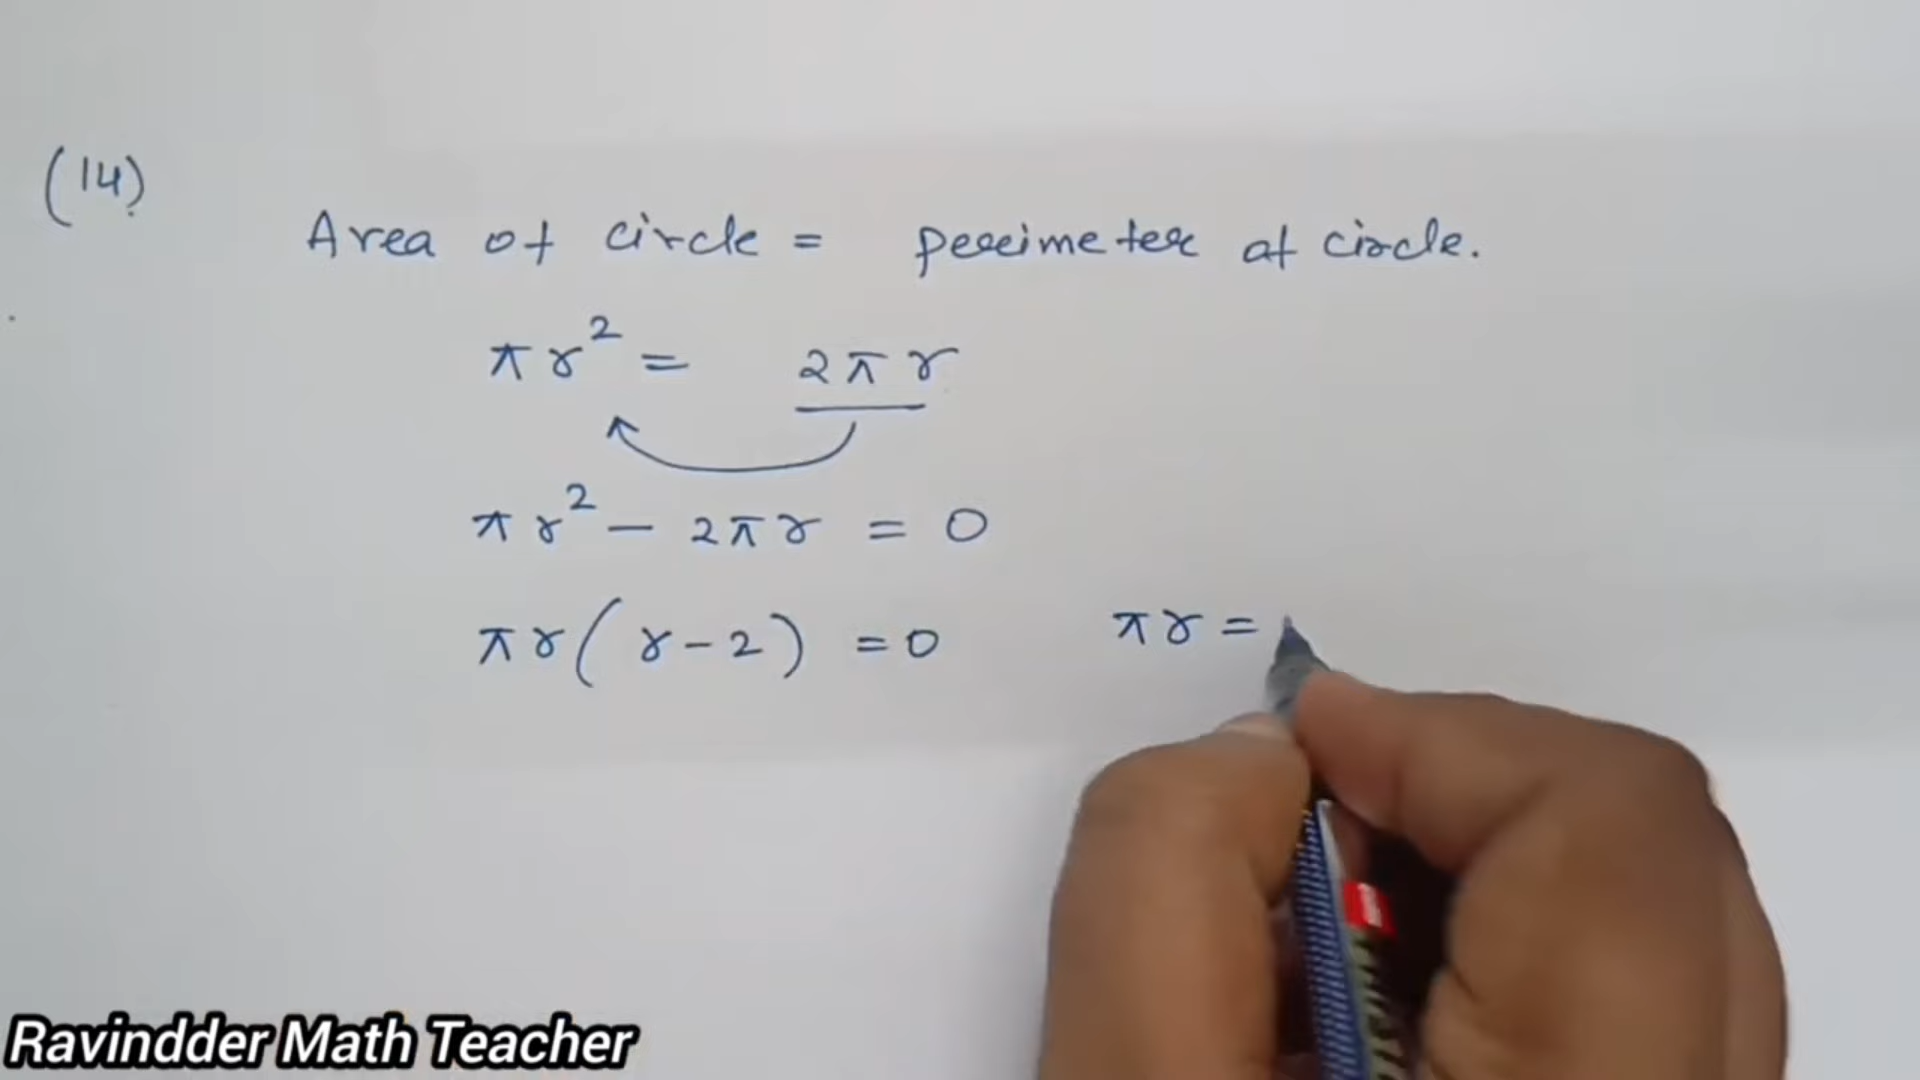 (14)
Area of circle = perimeter of circle.
πr² = 2πr
πr² - 2πr = 0
πr(r-2) = 0
πr =
Ravindder Math Teacher